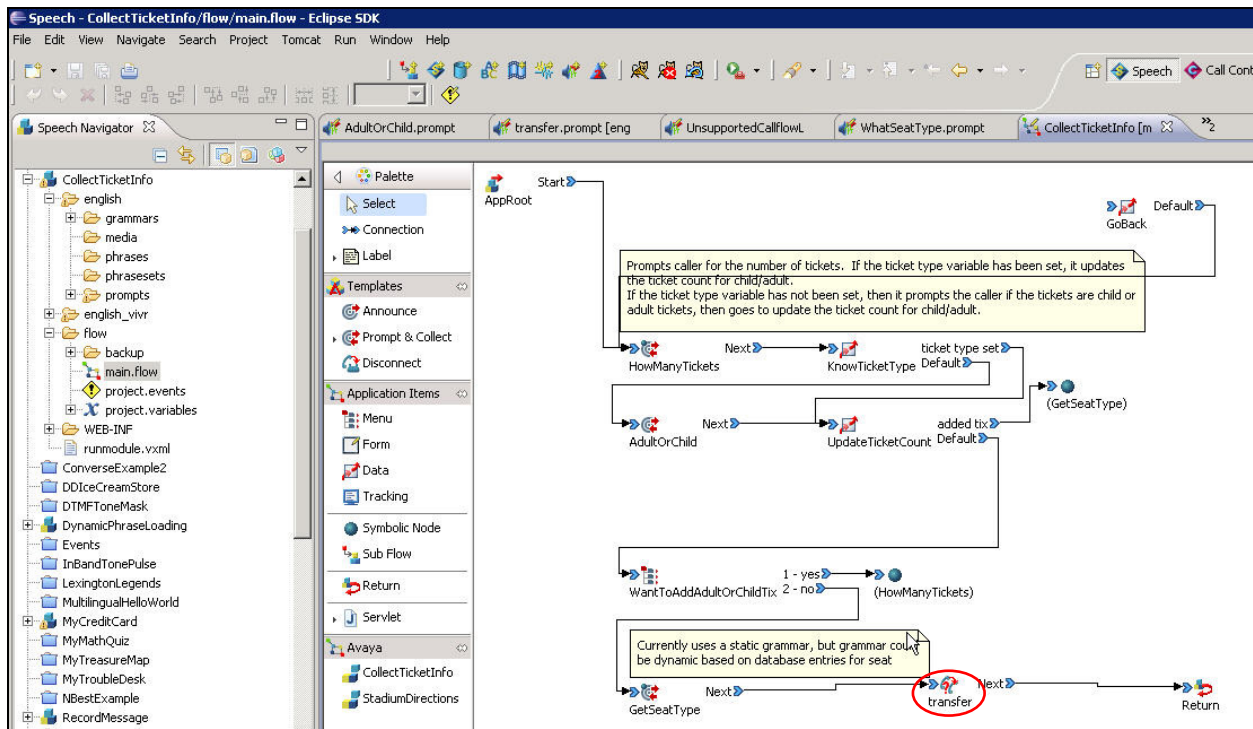 Speech - CollectTicketInfo/flow/main.flow - Eclipse SDK
File Edit View Navigate Search Project Tomcat Run Window Help
Speech Call Cont
Speech Navigator
AdultOrChild.prompt transfer.prompt [eng UnsupportedCallflowL WhatSeatType.prompt CollectTicketInfo [m »2
CollectTicketInfo
english
grammars
media
phrases
phrasesets
prompts
english_vivr
flow
backup
main.flow
project.events
project.variables
WEB-INF
runmodule.vxml
ConverseExample2
DDIceCreamStore
DTMFToneMask
DynamicPhraseLoading
Events
InBandTonePulse
LexingtonLegends
MultilingualHelloWorld
MyCreditCard
MyMathQuiz
MyTreasureMap
MyTroubleDesk
NBestExample
RecordMessage
Palette
Select
Connection
Label
Templates
Announce
Prompt & Collect
Disconnect
Application Items
Menu
Form
Data
Tracking
Symbolic Node
Sub Flow
Return
Servlet
Avaya
CollectTicketInfo
StadiumDirections
Start
AppRoot
Default
GoBack
Prompts caller for the number of tickets. If the ticket type variable has been set, it updates
the ticket count for child/adult.
If the ticket type variable has not been set, then it prompts the caller if the tickets are child or
adult tickets, then goes to update the ticket count for child/adult.
Next
HowManyTickets
ticket type set
KnowTicketType Default
(GetSeatType)
Next
AdultOrChild
added tix
UpdateTicketCount Default
1 - yes
WantToAddAdultOrChildTix 2 - no
(HowManyTickets)
Currently uses a static grammar, but grammar could
be dynamic based on database entries for seat
Next
GetSeatType
Next
transfer
Return